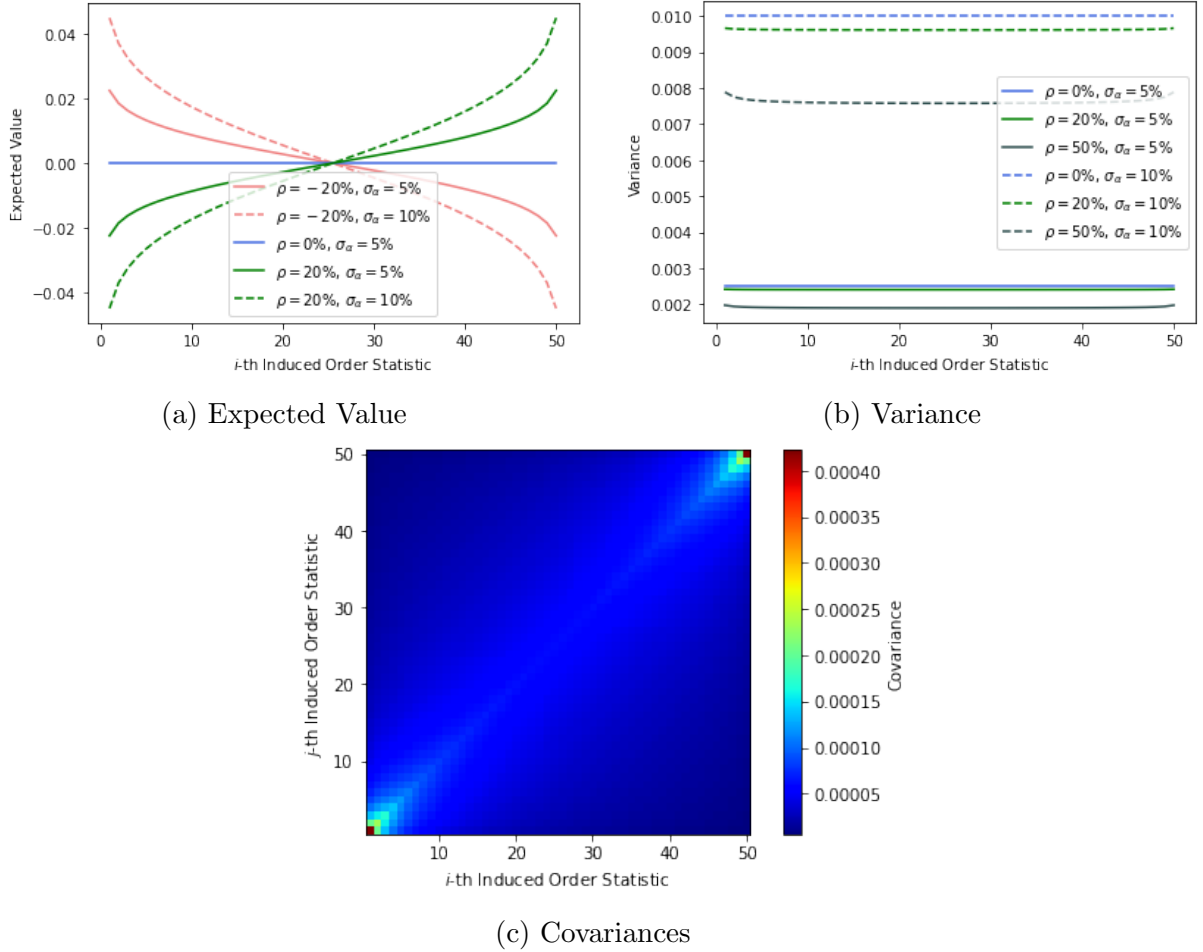 0.04
0.02
0.00
−0.02
−0.04
Expected Value
ρ = −20%, σα = 5%
ρ = −20%, σα = 10%
ρ = 0%, σα = 5%
ρ = 20%, σα = 5%
ρ = 20%, σα = 10%
0 10 20 30 40 50
i-th Induced Order Statistic
(a) Expected Value
0.010
0.009
0.008
0.007
0.006
0.005
0.004
0.003
0.002
Variance
ρ = 0%, σα = 5%
ρ = 20%, σα = 5%
ρ = 50%, σα = 5%
ρ = 0%, σα = 10%
ρ = 20%, σα = 10%
ρ = 50%, σα = 10%
0 10 20 30 40 50
i-th Induced Order Statistic
(b) Variance
50
40
30
20
10
j-th Induced Order Statistic
10 20 30 40 50
i-th Induced Order Statistic
0.00040
0.00035
0.00030
0.00025
0.00020
0.00015
0.00010
0.00005
Covariance
(c) Covariances